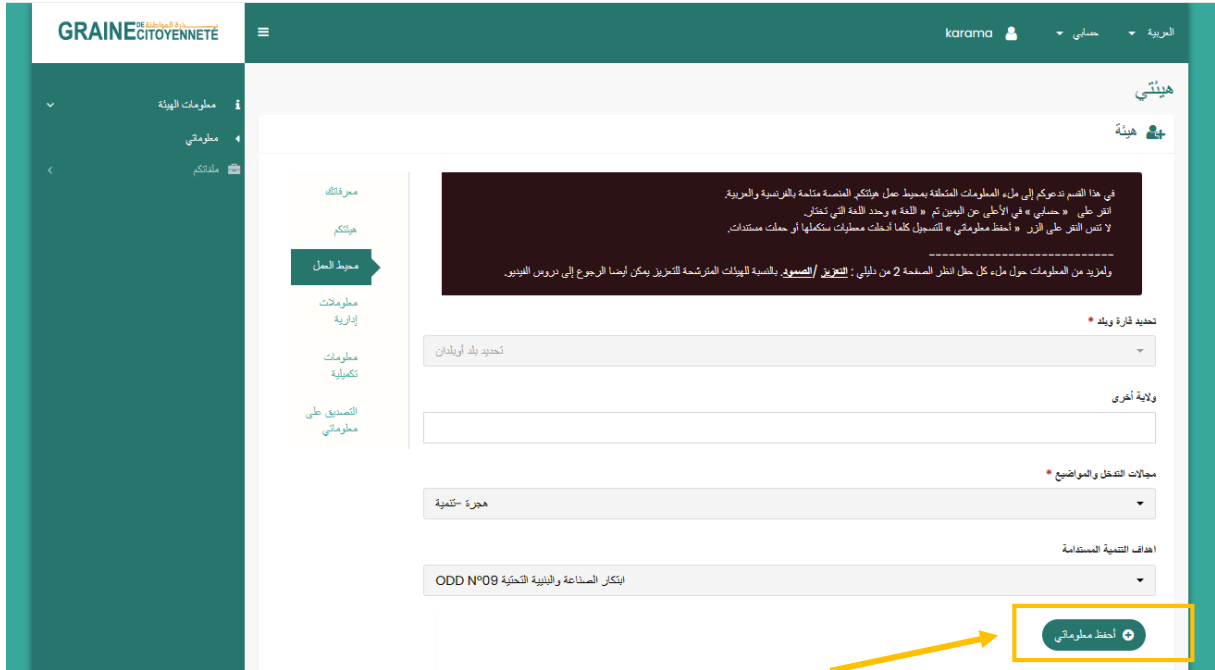 GRAINE DE CITOYENNETÉ
العربية
حسابي
karama
معلومات الهيئة
معلوماتي
ملفاتكم
هيئتي
هيئة
معرفاتك
هيئتكم
محيط العمل
معلوملات
إدارية
معلومات
تكميلية
التصديق على
معلوماتي
في هذا القسم ندعوكم إلى ملء المعلومات المتعلقة بمحيط عمل هيئتكم. المنصة متاحة بالفرنسية والعربية.
انقر على « حسابي » في الأعلى عن اليمين تم « اللغة » وحدد اللغة التي تختار.
لا تنس النقر على الزر « أحفظ معلوماتي » للتسجيل كلما أدخلت معطيات ستكملها أو حملت مستندات.
----------------------------
ولمزيد من المعلومات حول ملء كل حقل انظر الصفحة 2 من دليلي : التعزيز /الصمود. بالنسبة للهيئات المترشحة للتعزيز يمكن أيضا الرجوع إلى دروس الفيديو.
تحديد قارة وبلد *
تحديد بلد أوبلدان
ولاية أخرى
مجالات التدخل والمواضيع *
هجرة –تنمية
اهداف التنمية المستدامة
ابتكار الصناعة والبنيية التحتية ODD N°09
أحفظ معلوماتي